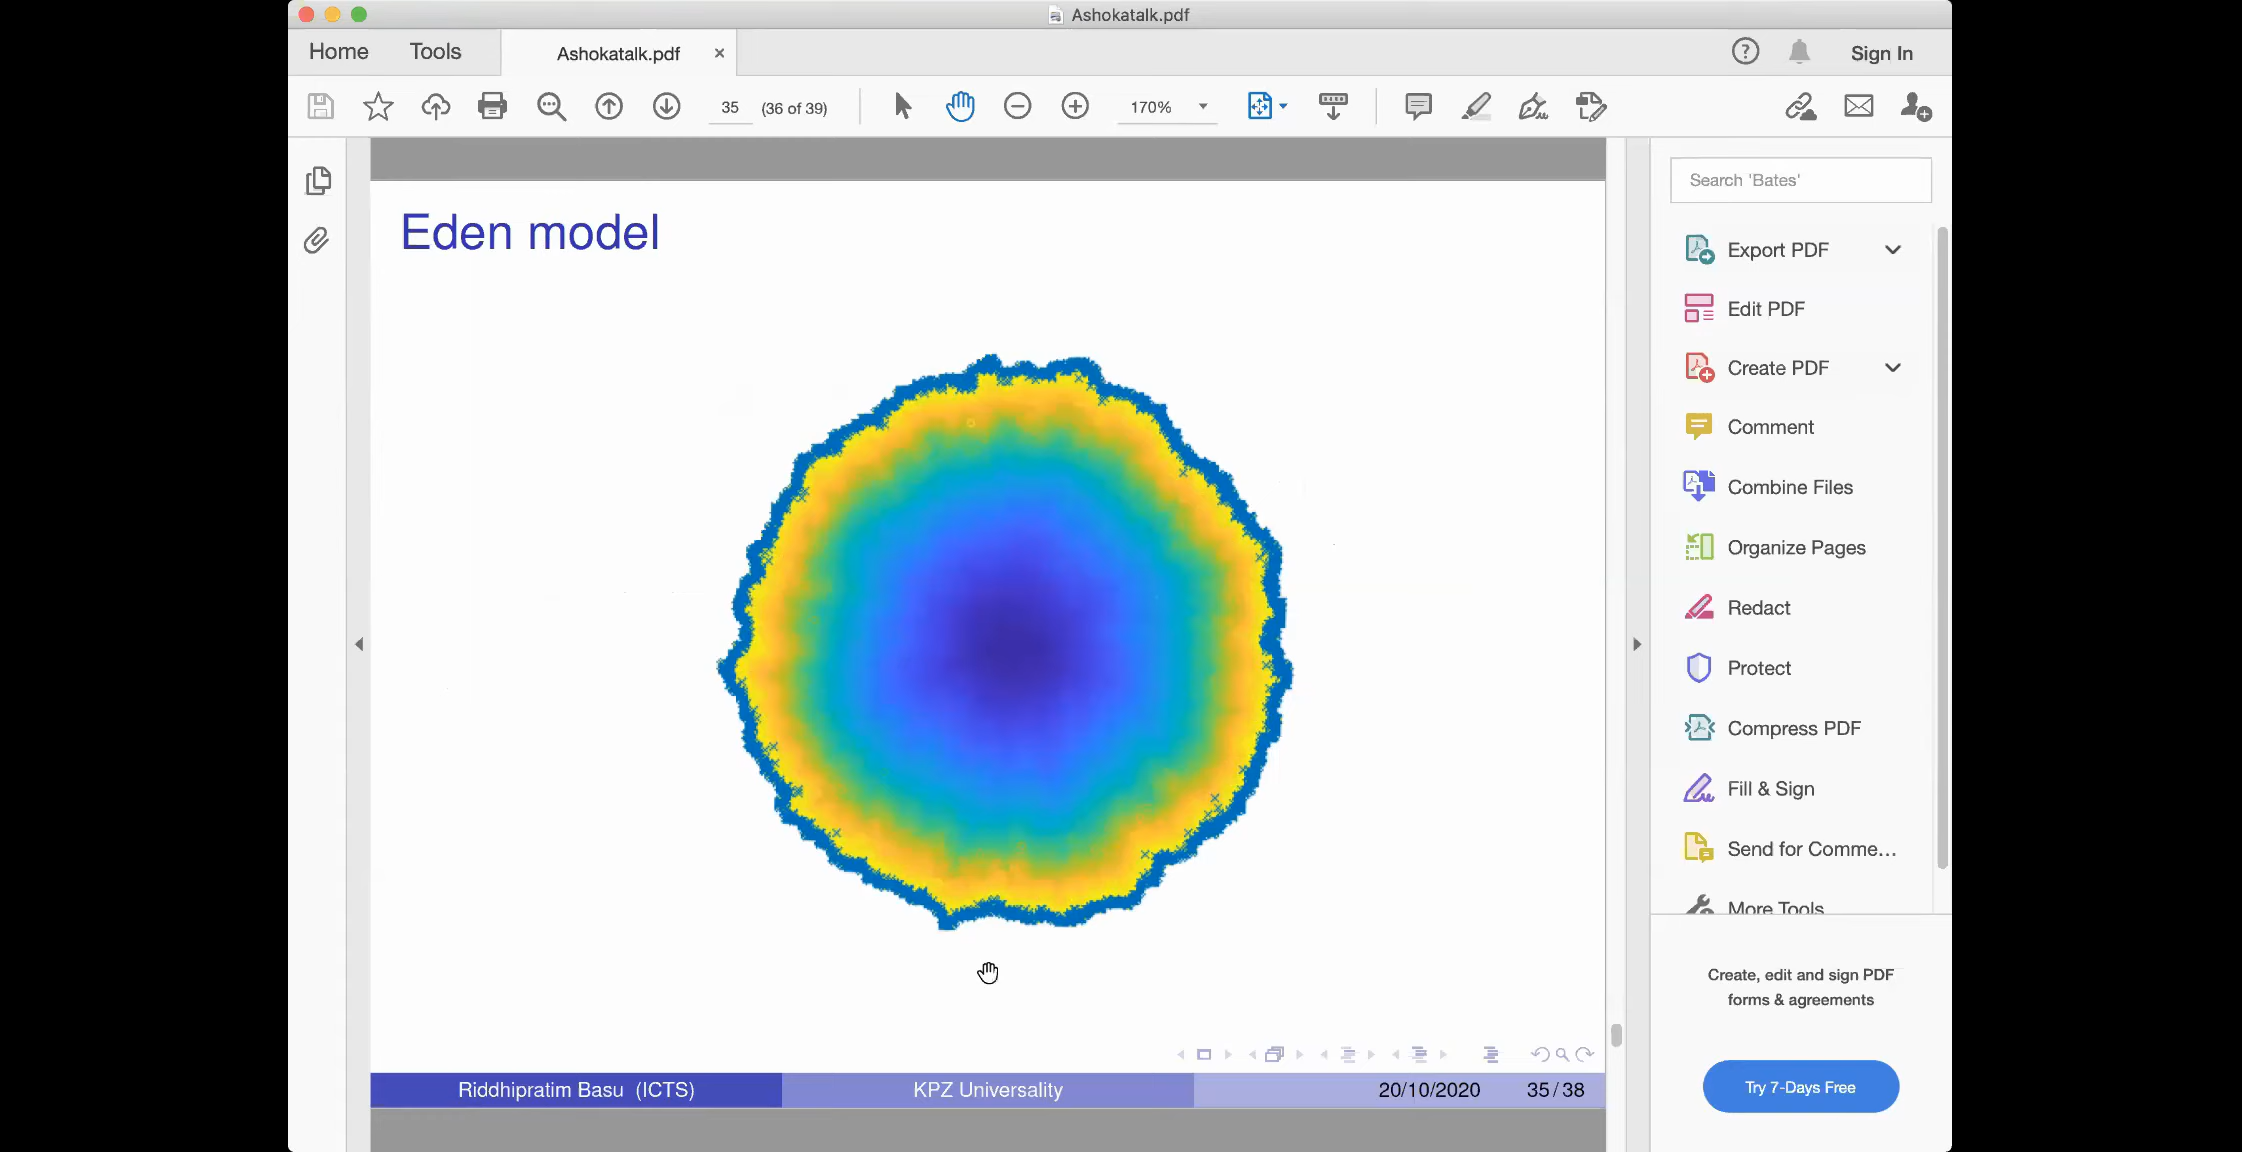 Ashokatalk.pdf
Home Tools Ashokatalk.pdf × ? Sign In
35 (36 of 39) 170%
Search 'Bates'
Eden model
Export PDF
Edit PDF
Create PDF
Comment
Combine Files
Organize Pages
Redact
Protect
Compress PDF
Fill & Sign
Send for Comme...
More Tools
Create, edit and sign PDF
forms & agreements
Try 7-Days Free
Riddhipratim Basu (ICTS) KPZ Universality 20/10/2020 35/38